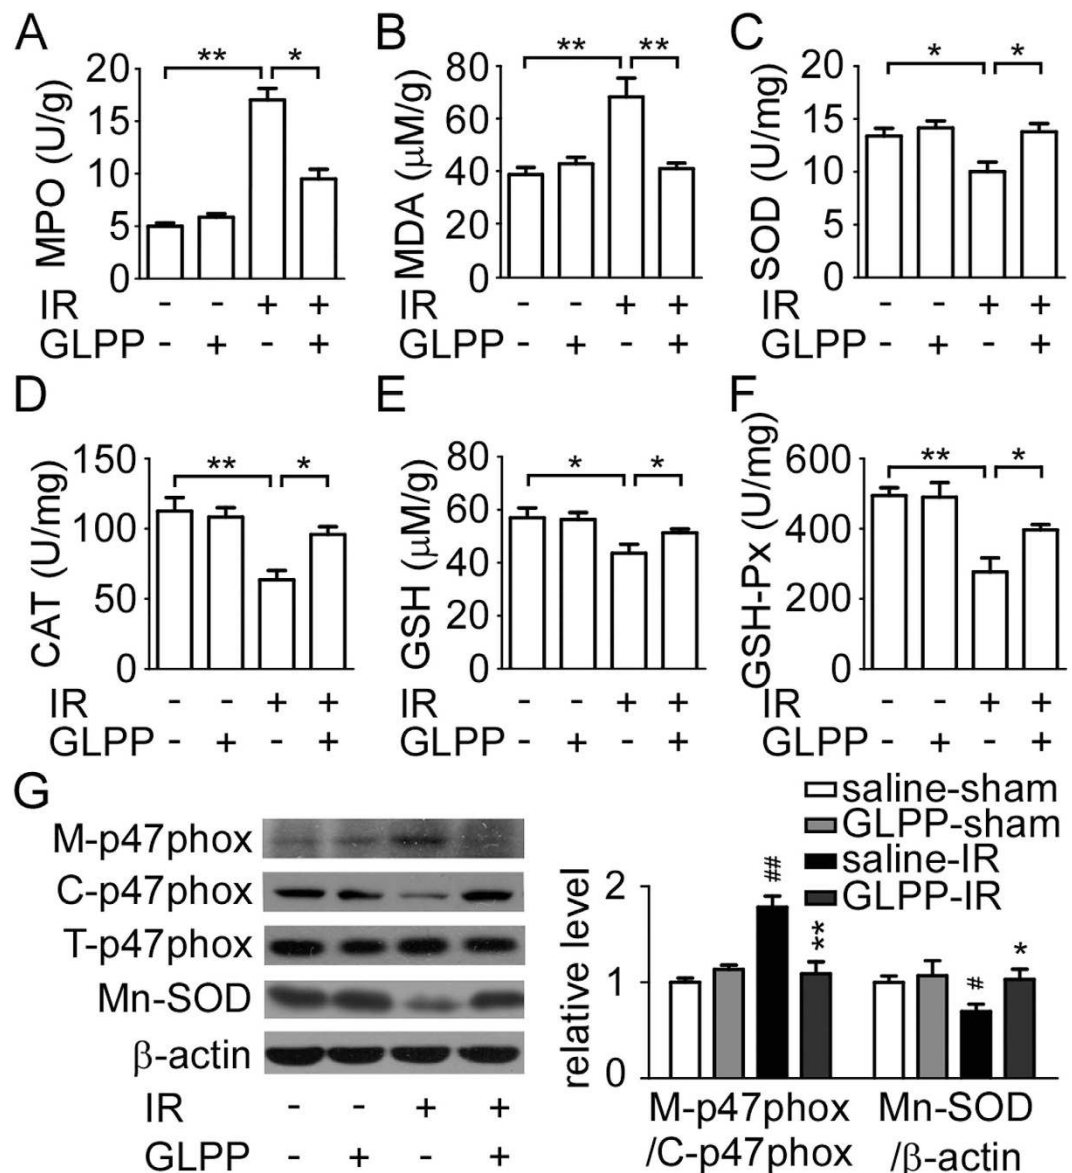 A
MPO (U/g)
20
15
10
5
0
** *
IR - - + +
GLPP - + - +
B
MDA (μM/g)
80
60
40
20
0
** **
IR - - + +
GLPP - + - +
C
SOD (U/mg)
20
15
10
5
0
* *
IR - - + +
GLPP - + - +
D
CAT (U/mg)
150
100
50
0
** *
IR - - + +
GLPP - + - +
E
GSH (μM/g)
80
60
40
20
0
* *
IR - - + +
GLPP - + - +
F
GSH-Px (U/mg)
600
400
200
0
** *
IR - - + +
GLPP - + - +
G
M-p47phox
C-p47phox
T-p47phox
Mn-SOD
β-actin
IR - - + +
GLPP - + - +
saline-sham
GLPP-sham
saline-IR
GLPP-IR
relative level
2
1
0
## ** # *
M-p47phox
/C-p47phox
Mn-SOD
/β-actin